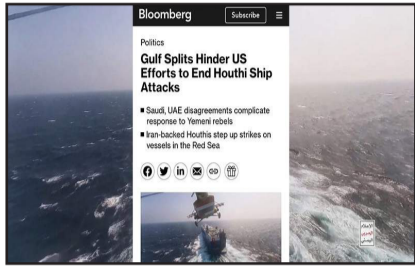 Bloomberg
Subscribe
Politics
Gulf Splits Hinder US
Efforts to End Houthi Ship
Attacks
Saudi, UAE disagreements complicate
response to Yemeni rebels
Iran-backed Houthis step up strikes on
vessels in the Red Sea